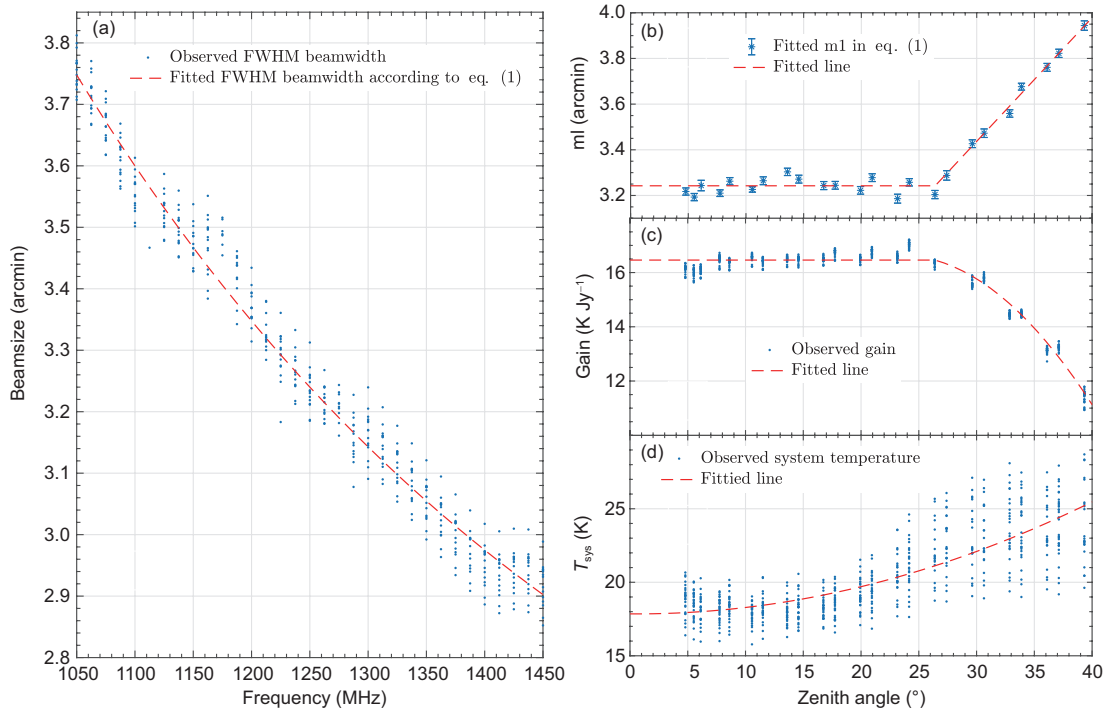 (a)
Observed FWHM beamwidth
Fitted FWHM beamwidth according to eq. (1)
3.8
3.7
3.6
3.5
3.4
3.3
3.2
3.1
3.0
2.9
2.8
Beamsize (arcmin)
1050 1100 1150 1200 1250 1300 1350 1400 1450
Frequency (MHz)
(b)
Fitted m1 in eq. (1)
Fitted line
4.0
3.8
3.6
3.4
3.2
ml (arcmin)
(c)
Observed gain
Fitted line
16
14
12
Gain (K Jy⁻¹)
(d)
Observed system temperature
Fittied line
25
20
15
Tsys (K)
0 5 10 15 20 25 30 35 40
Zenith angle (°)